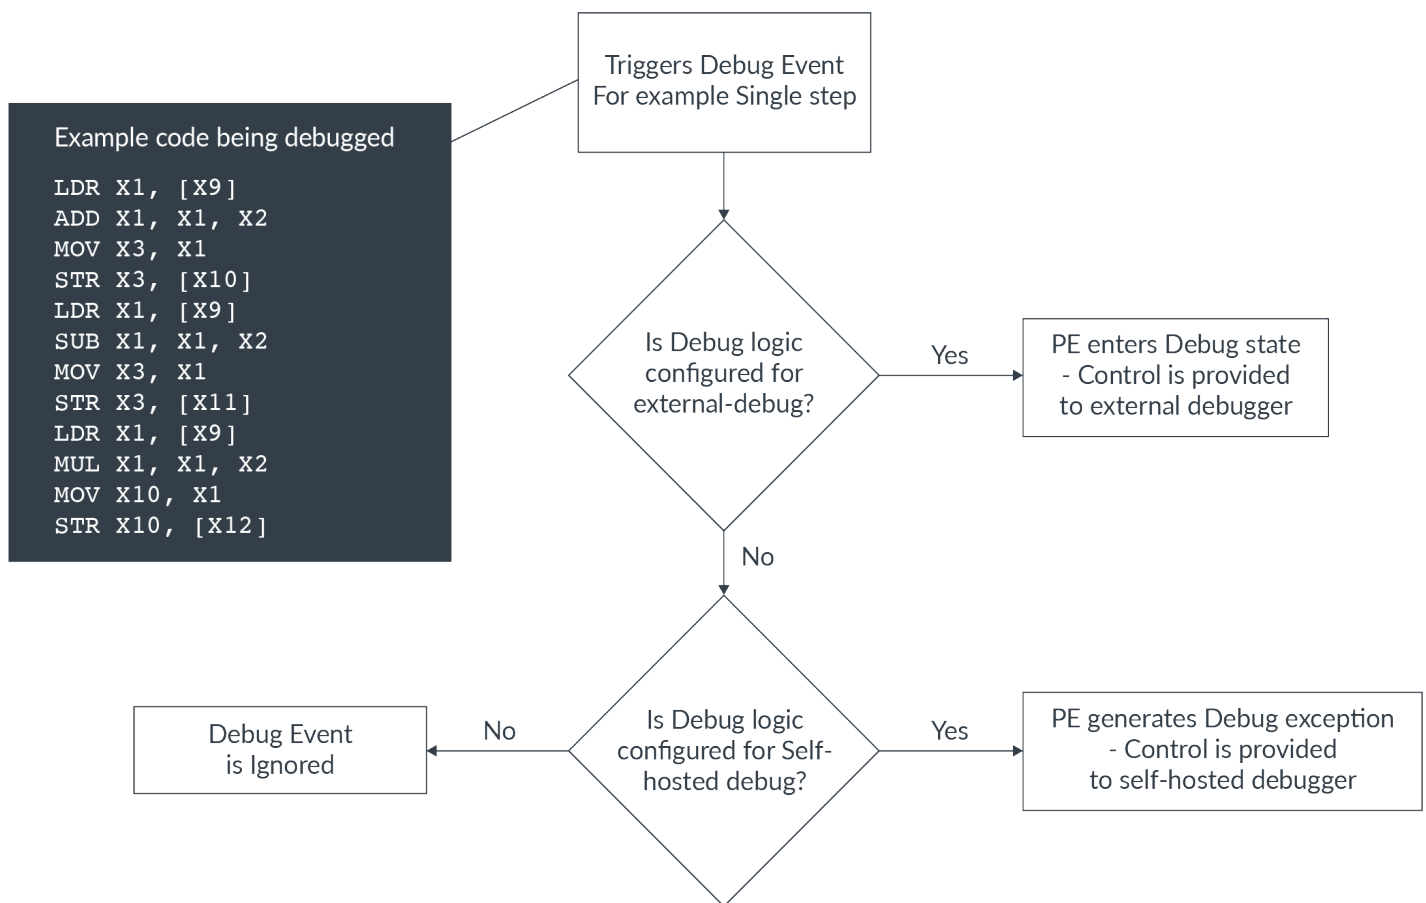 Triggers Debug Event
For example Single step
Example code being debugged
LDR X1, [X9]
ADD X1, X1, X2
MOV X3, X1
STR X3, [X10]
LDR X1, [X9]
SUB X1, X1, X2
MOV X3, X1
STR X3, [X11]
LDR X1, [X9]
MUL X1, X1, X2
MOV X10, X1
STR X10, [X12]
Is Debug logic
configured for
external-debug?
Yes
PE enters Debug state
- Control is provided
to external debugger
No
Is Debug logic
configured for Self-
hosted debug?
No
Debug Event
is Ignored
Yes
PE generates Debug exception
- Control is provided
to self-hosted debugger